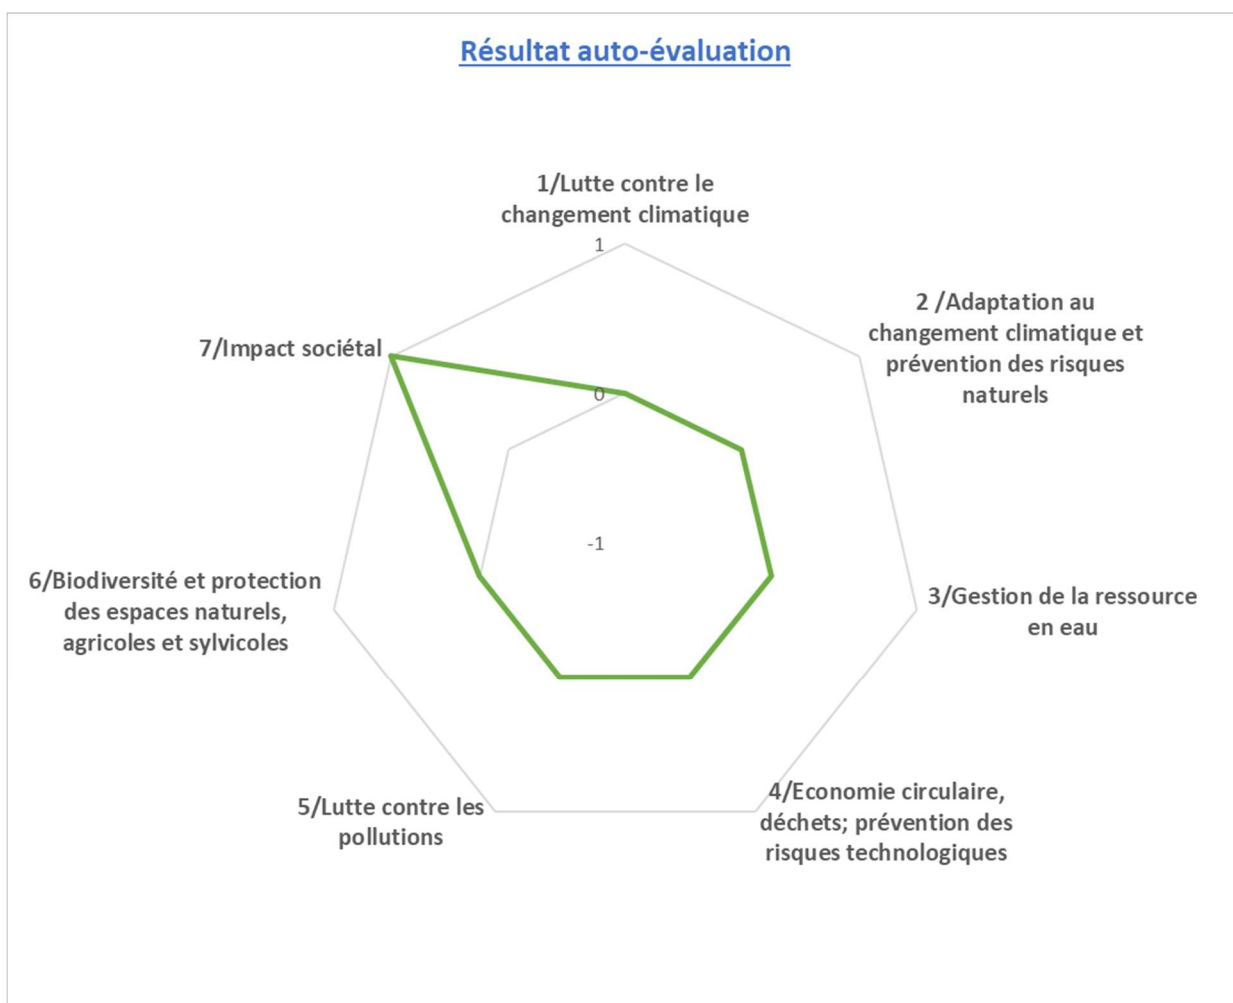 Résultat auto-évaluation
1/Lutte contre le
changement climatique
1
2 /Adaptation au
changement climatique et
prévention des risques
naturels
7/Impact sociétal
0
-1
6/Biodiversité et protection
des espaces naturels,
agricoles et sylvicoles
3/Gestion de la ressource
en eau
5/Lutte contre les
pollutions
4/Economie circulaire,
déchets; prévention des
risques technologiques